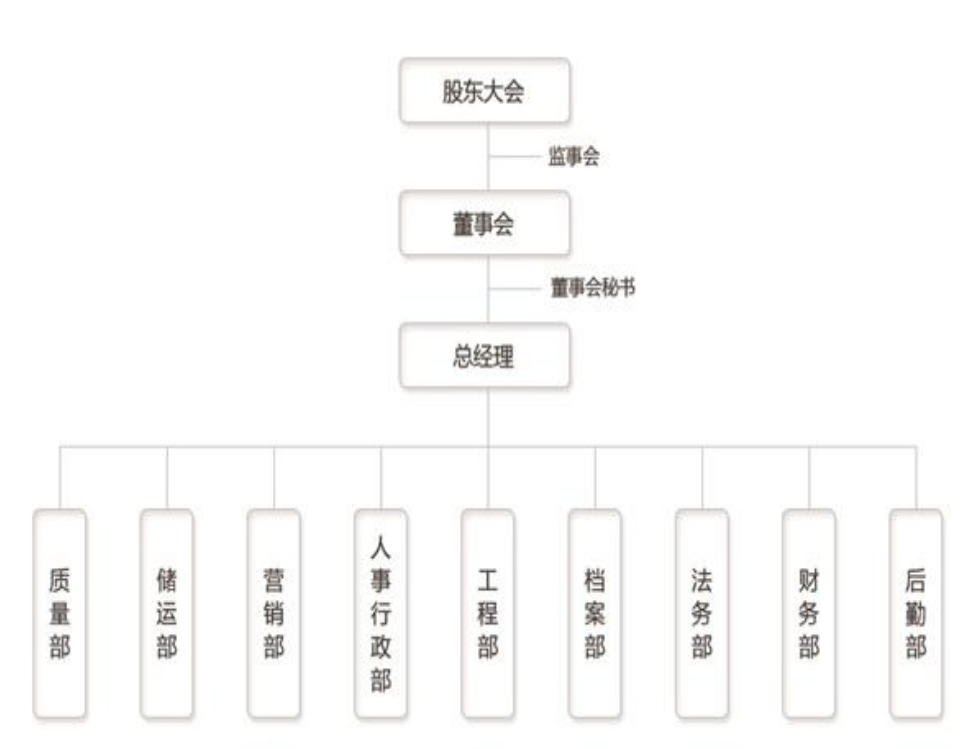 股东大会
监事会
董事会
董事会秘书
总经理
质量部
储运部
营销部
人事行政部
工程部
档案部
法务部
财务部
后勤部